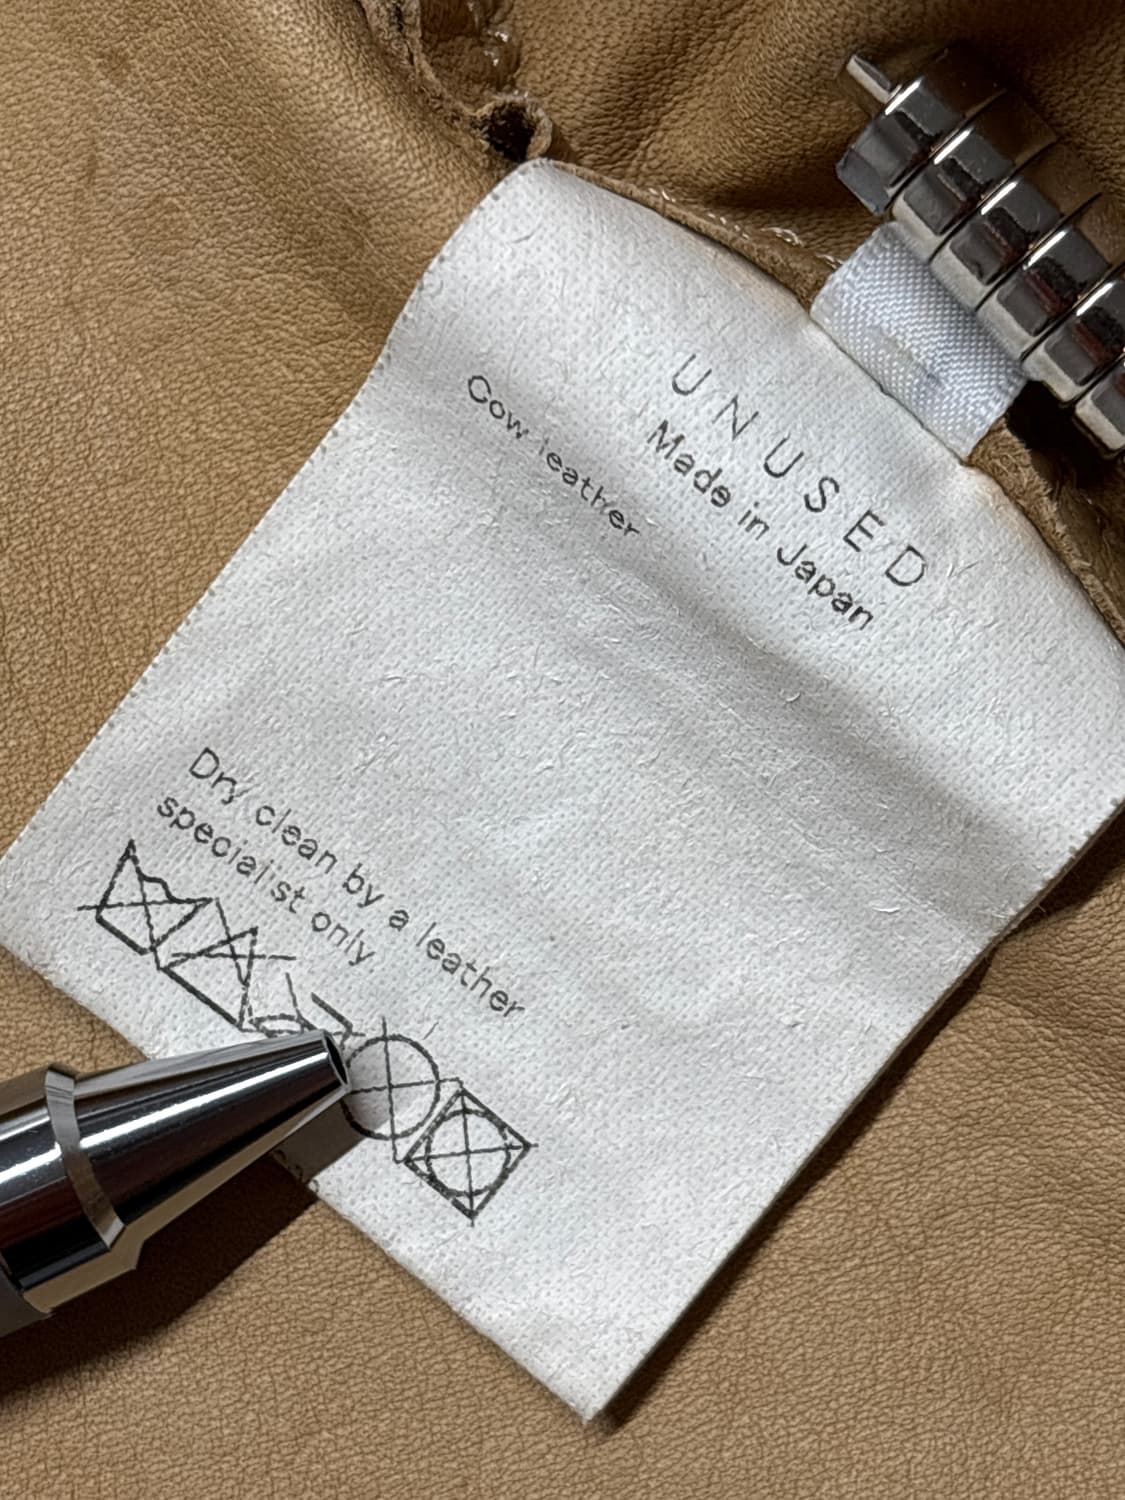 UNUSED
Made in Japan
Cow leather
Dry clean by a leather
specialist only.